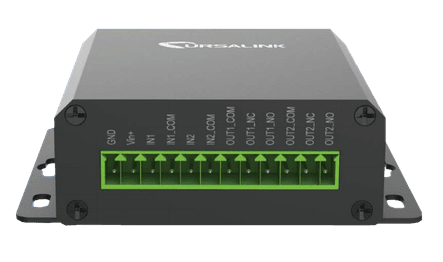 URSALINK
GND
Vin+
IN1
IN1_COM
IN2
IN2_COM
OUT1_COM
OUT1_NC
OUT1_NO
OUT2_COM
OUT2_NC
OUT2_NO